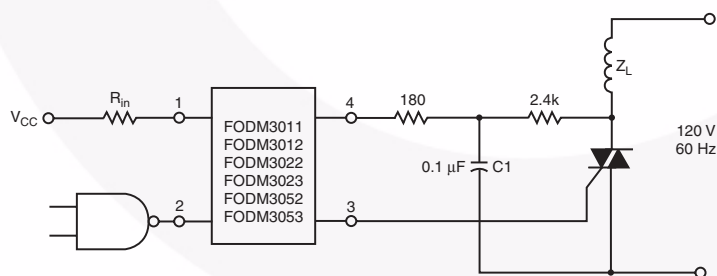 V_CC
R_in
1
2
FODM3011
FODM3012
FODM3022
FODM3023
FODM3052
FODM3053
4
3
180
2.4k
0.1 μF
C1
Z_L
120 V
60 Hz